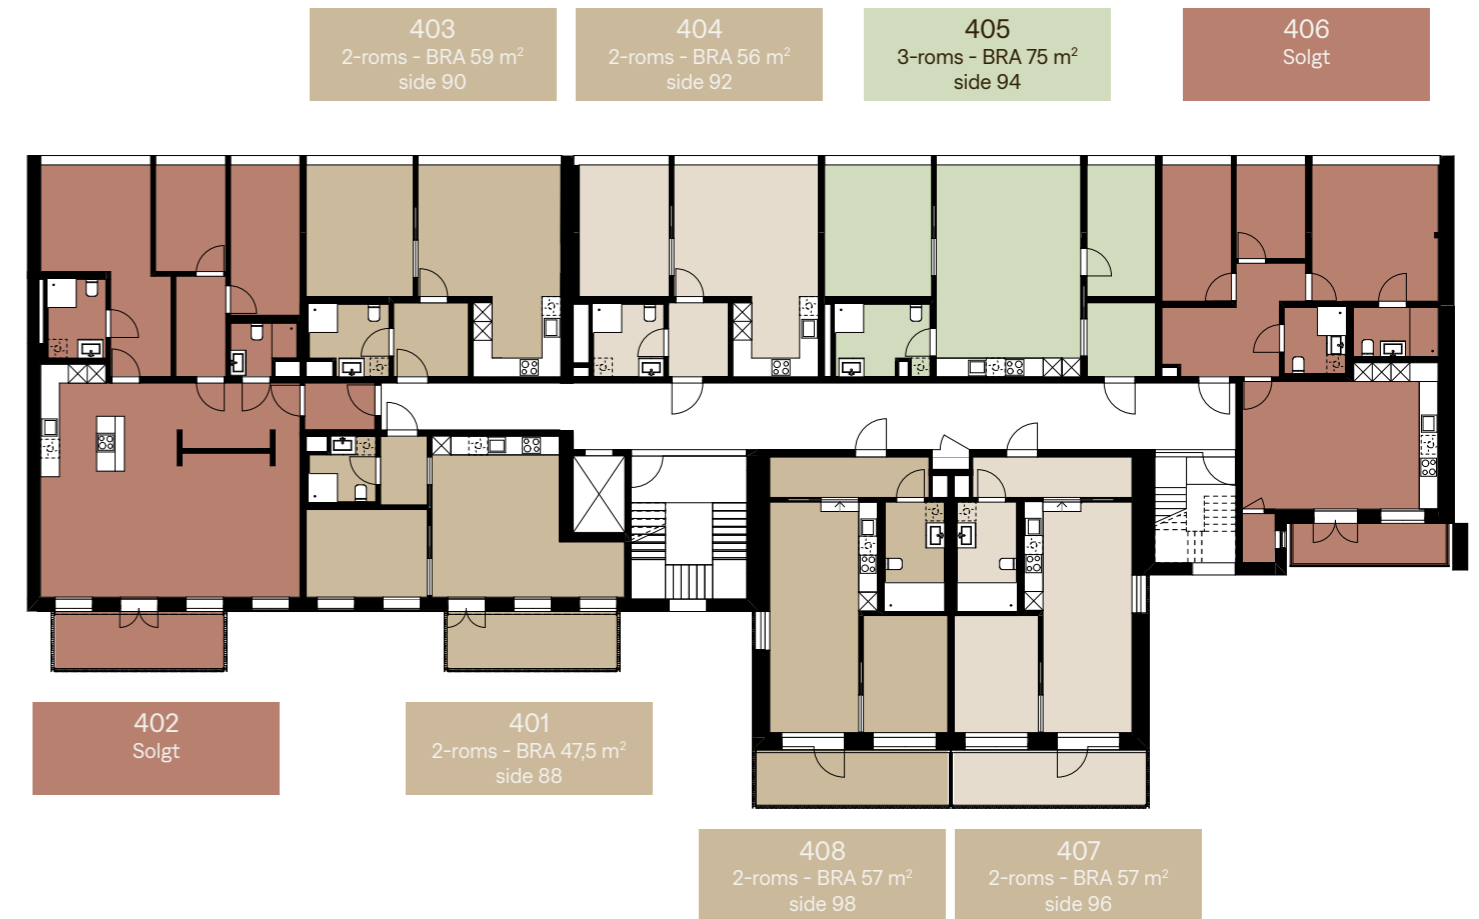 403
2-roms - BRA 59 m²
side 90
404
2-roms - BRA 56 m²
side 92
405
3-roms - BRA 75 m²
side 94
406
Solgt
402
Solgt
401
2-roms - BRA 47,5 m²
side 88
408
2-roms - BRA 57 m²
side 98
407
2-roms - BRA 57 m²
side 96